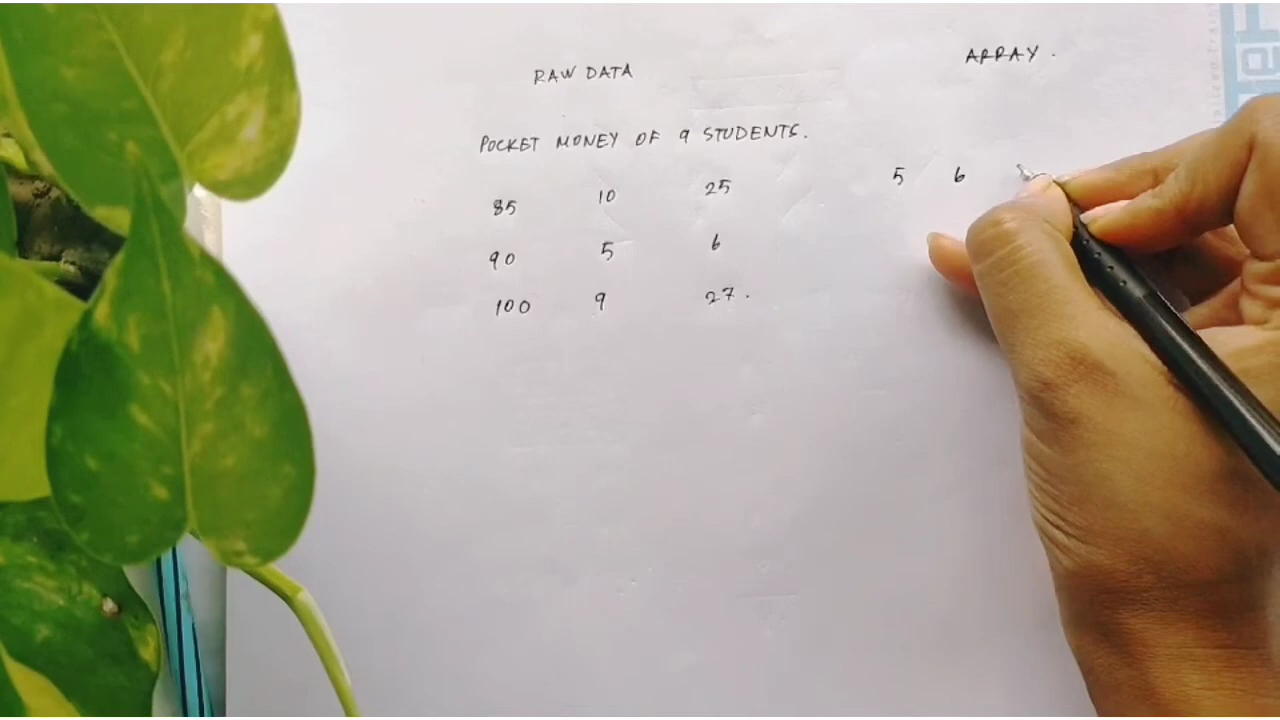 RAW DATA
ARRAY.
POCKET MONEY OF 9 STUDENTS.
85 10 25
90 5 6
100 9 27.
5 6